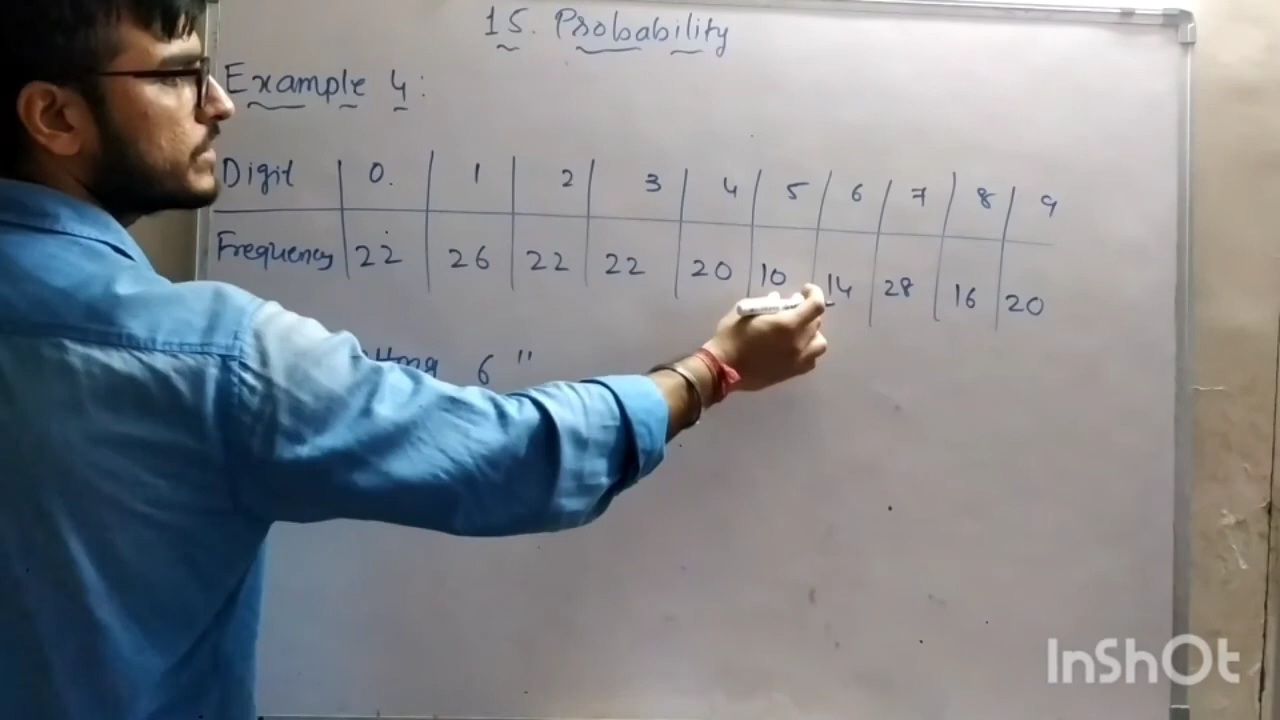 15. Probability
Example 4:
Digit 0. 1 2 3 4 5 6 7 8 9
Frequency 22 26 22 22 20 10 14 28 16 20
6 "
InShOt